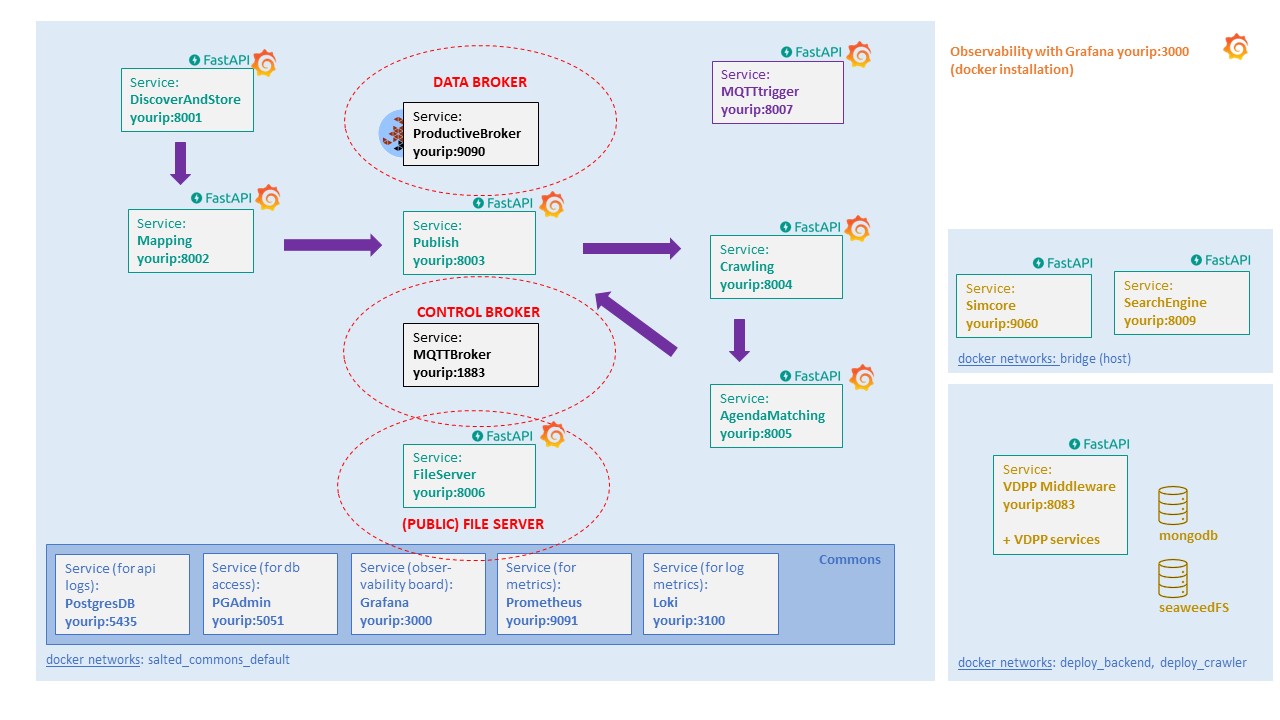 FastAPI
Service:
DiscoverAndStore
yourip:8001
DATA BROKER
Service:
ProductiveBroker
yourip:9090
FastAPI
Service:
MQTTtrigger
yourip:8007
Observability with Grafana yourip:3000
(docker installation)
FastAPI
Service:
Mapping
yourip:8002
FastAPI
Service:
Publish
yourip:8003
FastAPI
Service:
Crawling
yourip:8004
CONTROL BROKER
Service:
MQTTBroker
yourip:1883
FastAPI
Service:
AgendaMatching
yourip:8005
FastAPI
Service:
FileServer
yourip:8006
(PUBLIC) FILE SERVER
Commons
Service (for api
logs):
PostgresDB
yourip:5435
Service (for db
access):
PGAdmin
yourip:5051
Service (obser-
vability board):
Grafana
yourip:3000
Service (for
metrics):
Prometheus
yourip:9091
Service (for log
metrics):
Loki
yourip:3100
docker networks: salted_commons_default
FastAPI
Service:
Simcore
yourip:9060
FastAPI
Service:
SearchEngine
yourip:8009
docker networks: bridge (host)
FastAPI
Service:
VDPP Middleware
yourip:8083
+ VDPP services
mongodb
seaweedFS
docker networks: deploy_backend, deploy_crawler